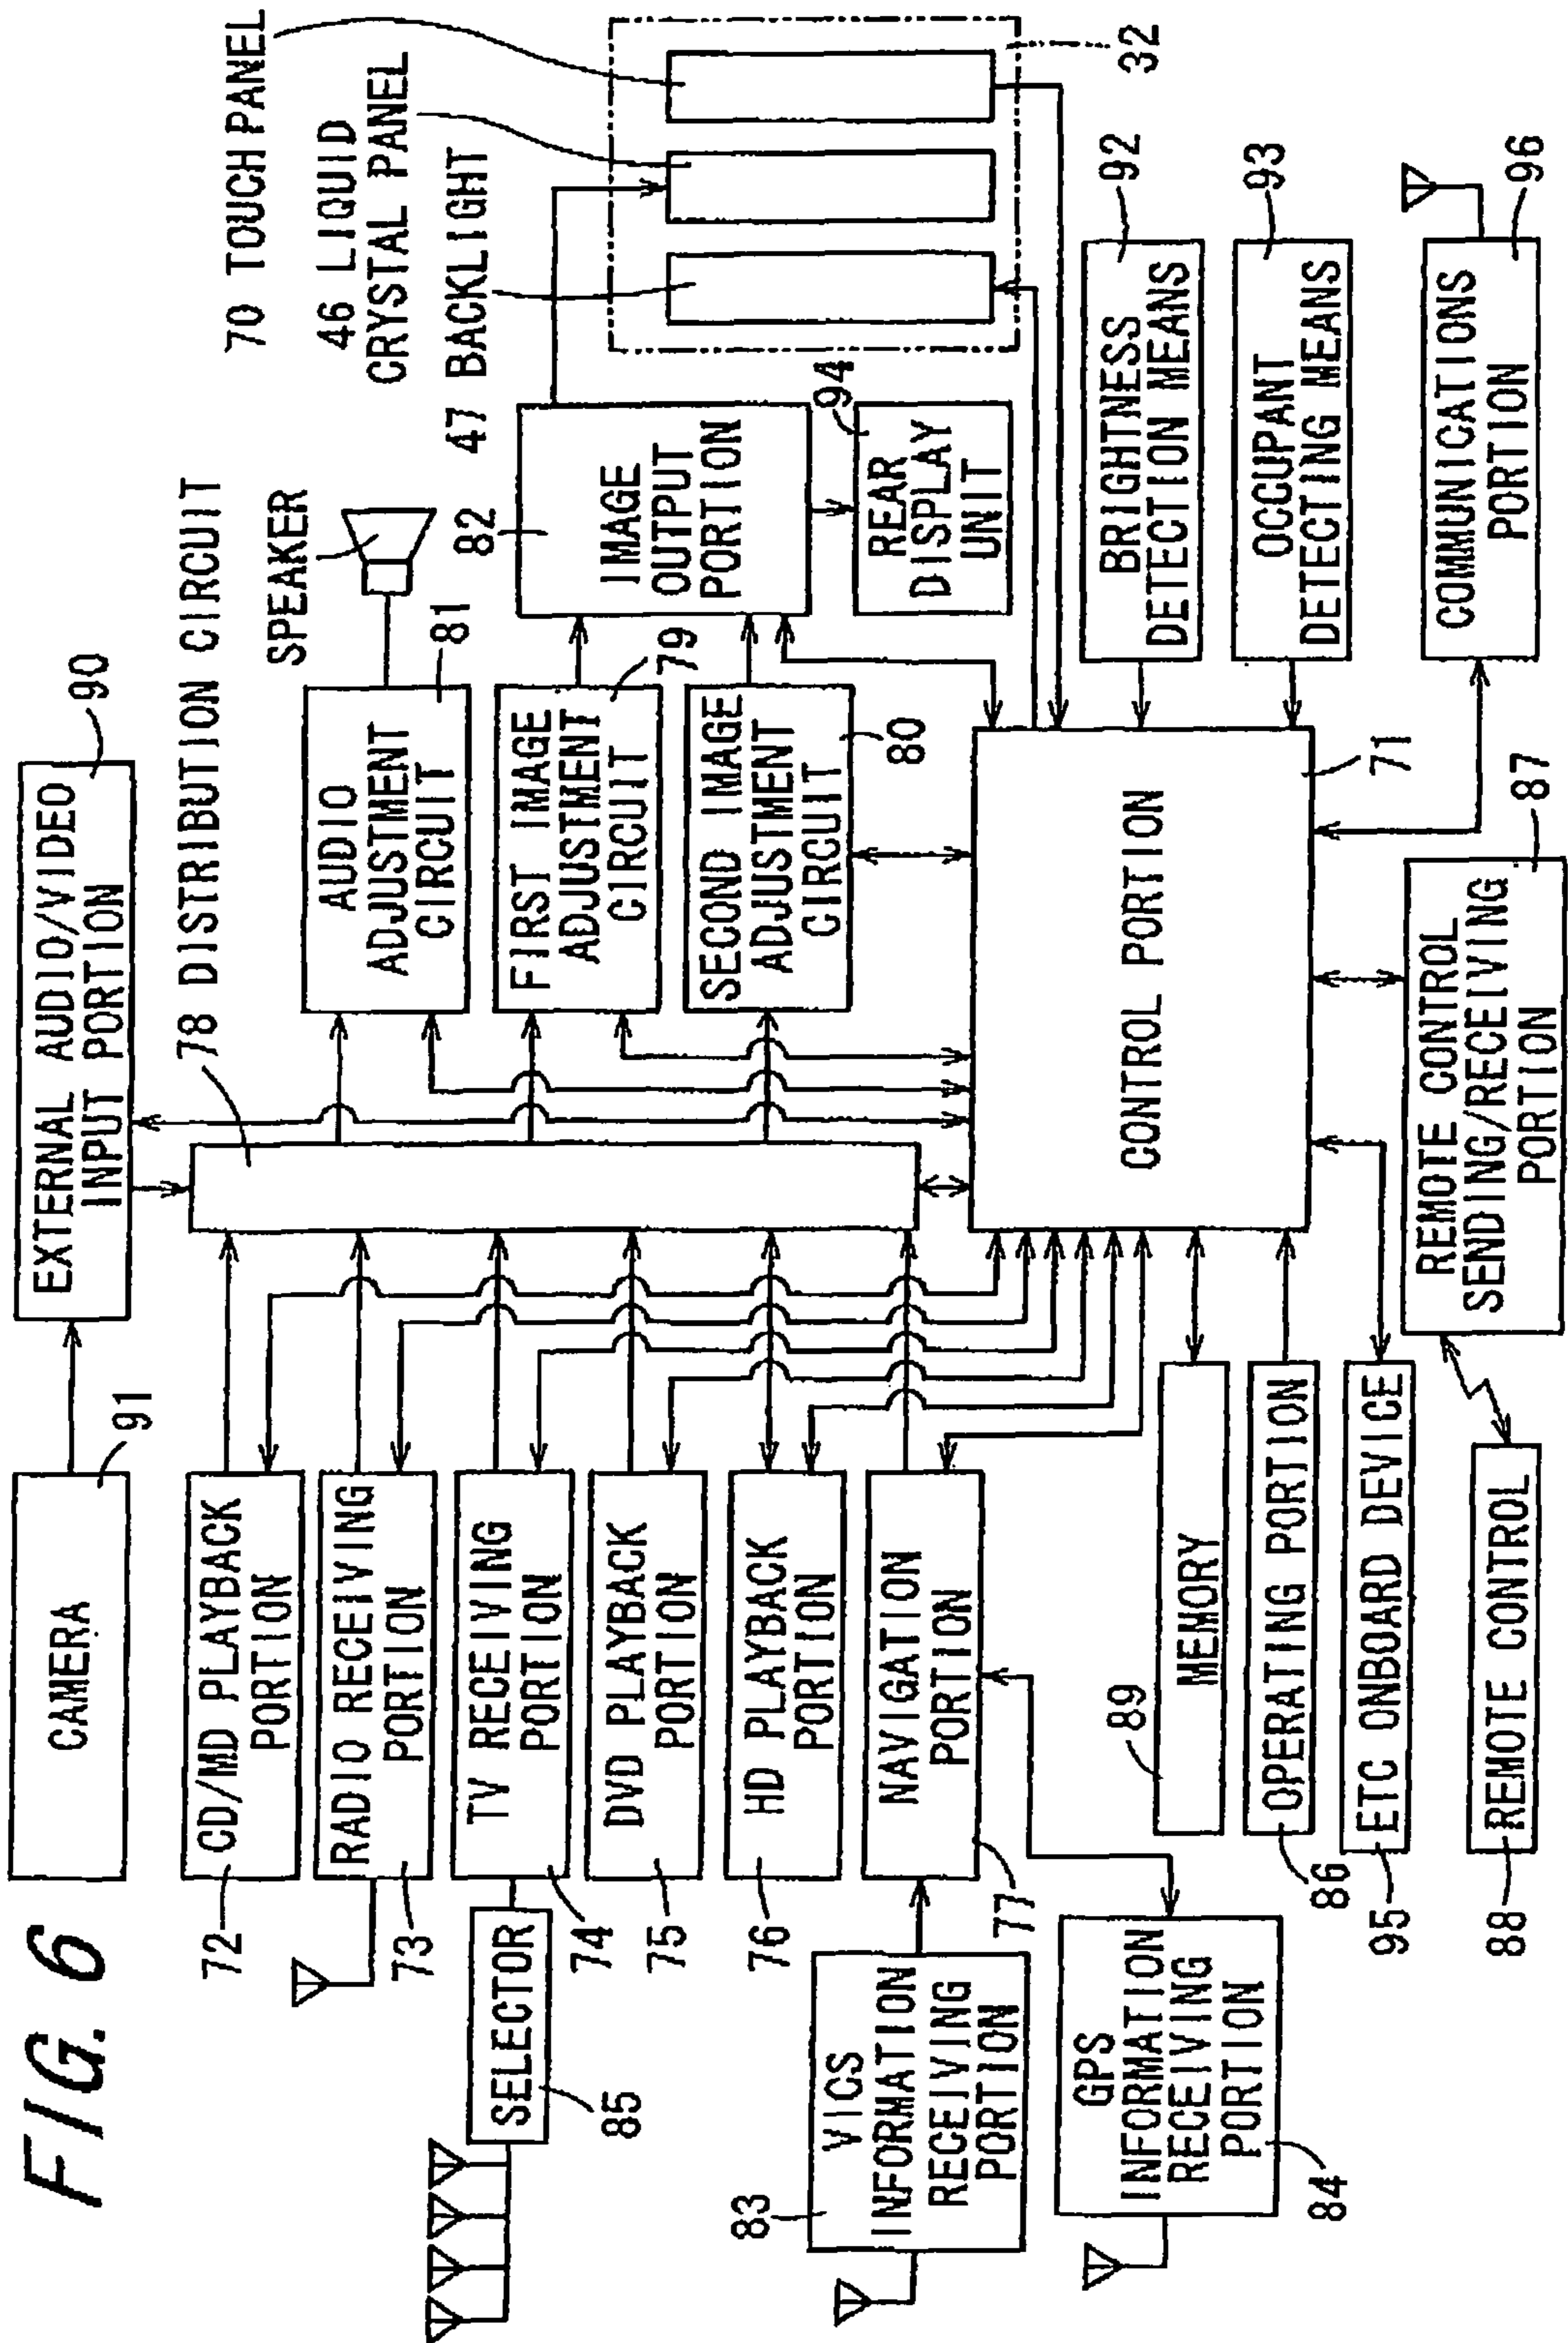 FIG. 6
CAMERA
91
EXTERNAL AUDIO/VIDEO
INPUT PORTION
90
72
CD/MD PLAYBACK
PORTION
73
RADIO RECEIVING
PORTION
SELECTOR
85
74
TV RECEIVING
PORTION
75
DVD PLAYBACK
PORTION
76
HD PLAYBACK
PORTION
77
NAVIGATION
PORTION
83
VICS
INFORMATION
RECEIVING
PORTION
84
GPS
INFORMATION
RECEIVING
PORTION
78 DISTRIBUTION CIRCUIT
SPEAKER
AUDIO
ADJUSTMENT
CIRCUIT
81
FIRST IMAGE
ADJUSTMENT
CIRCUIT
79
SECOND IMAGE
ADJUSTMENT
CIRCUIT
80
82
IMAGE
OUTPUT
PORTION
94
REAR
DISPLAY
UNIT
70 TOUCH PANEL
46 LIQUID
CRYSTAL PANEL
47 BACKLIGHT
32
CONTROL PORTION
71
BRIGHTNESS
DETECTION MEANS
92
OCCUPANT
DETECTING MEANS
93
COMMUNICATIONS
PORTION
96
89
MEMORY
86
OPERATING PORTION
95
ETC ONBOARD DEVICE
88
REMOTE CONTROL
REMOTE CONTROL
SENDING/RECEIVING
PORTION
87